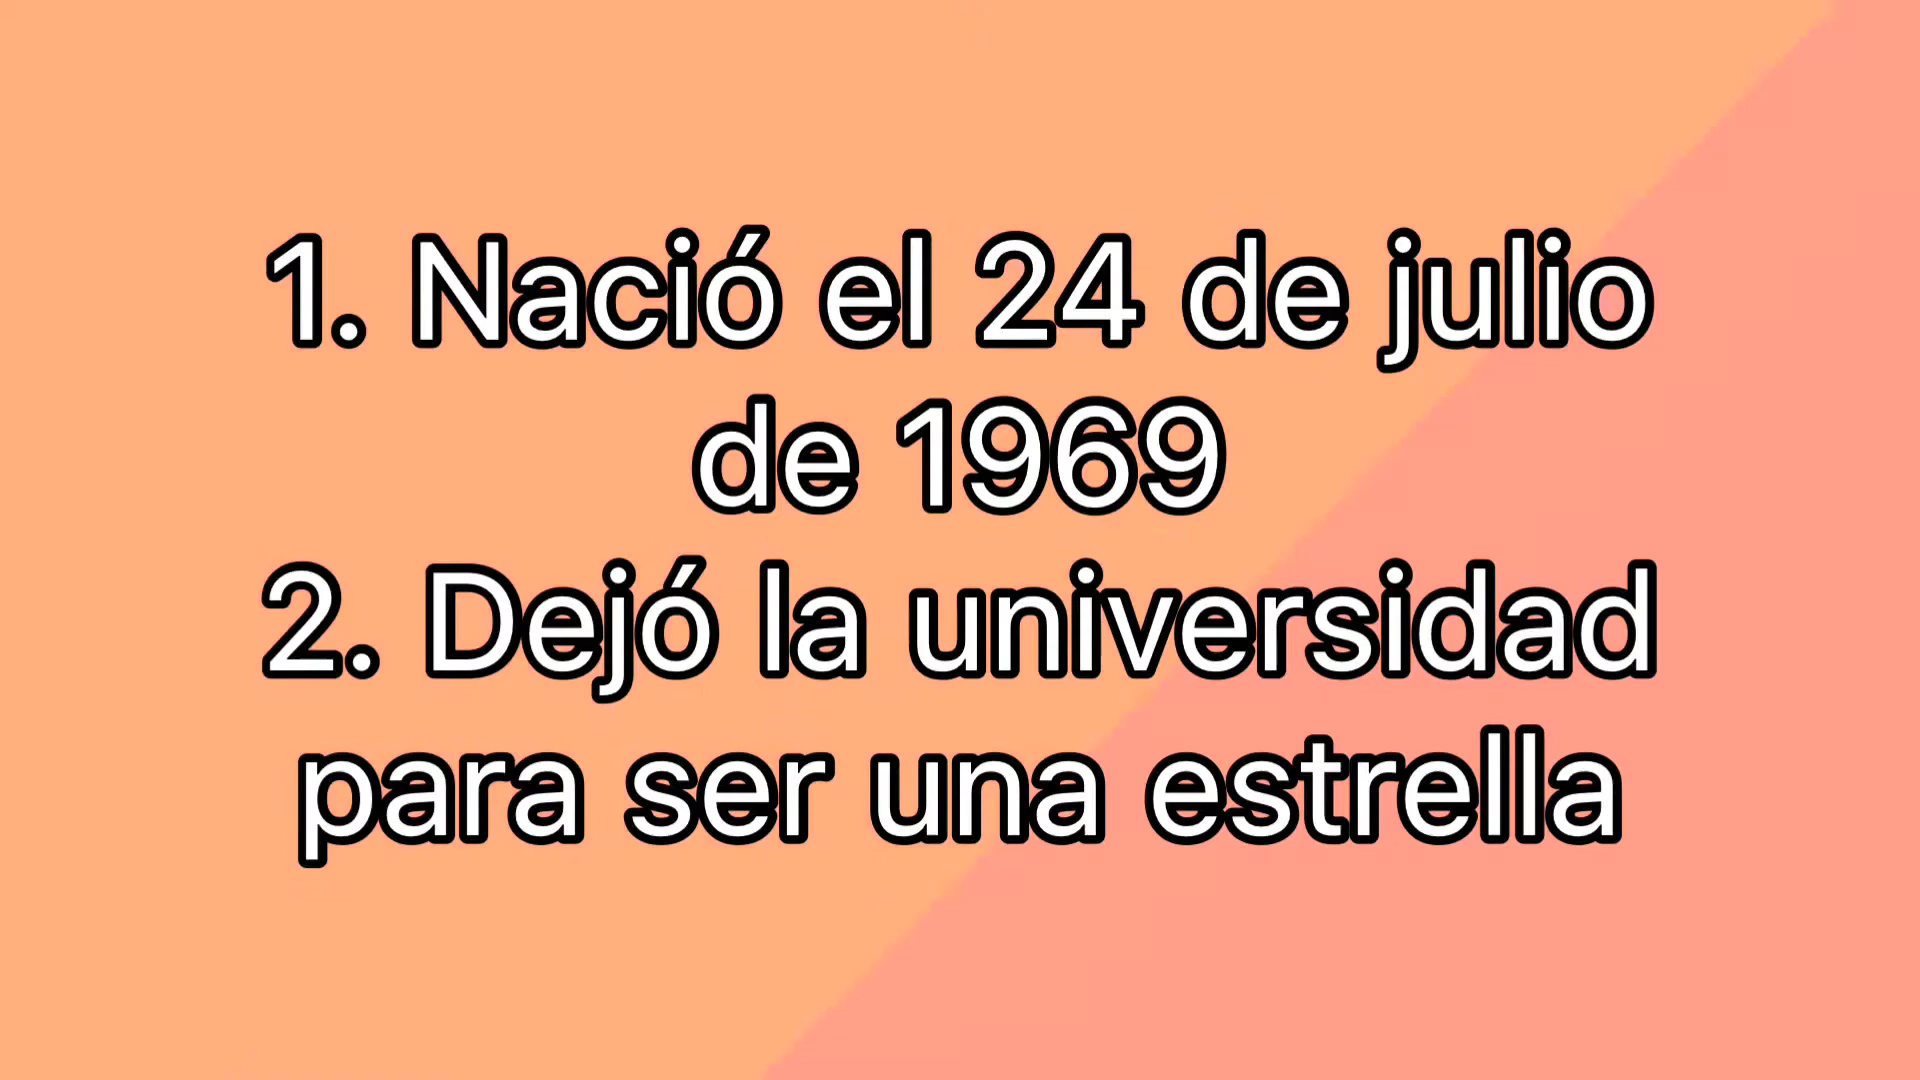 1. Nació el 24 de julio
de 1969
2. Dejó la universidad
para ser una estrella